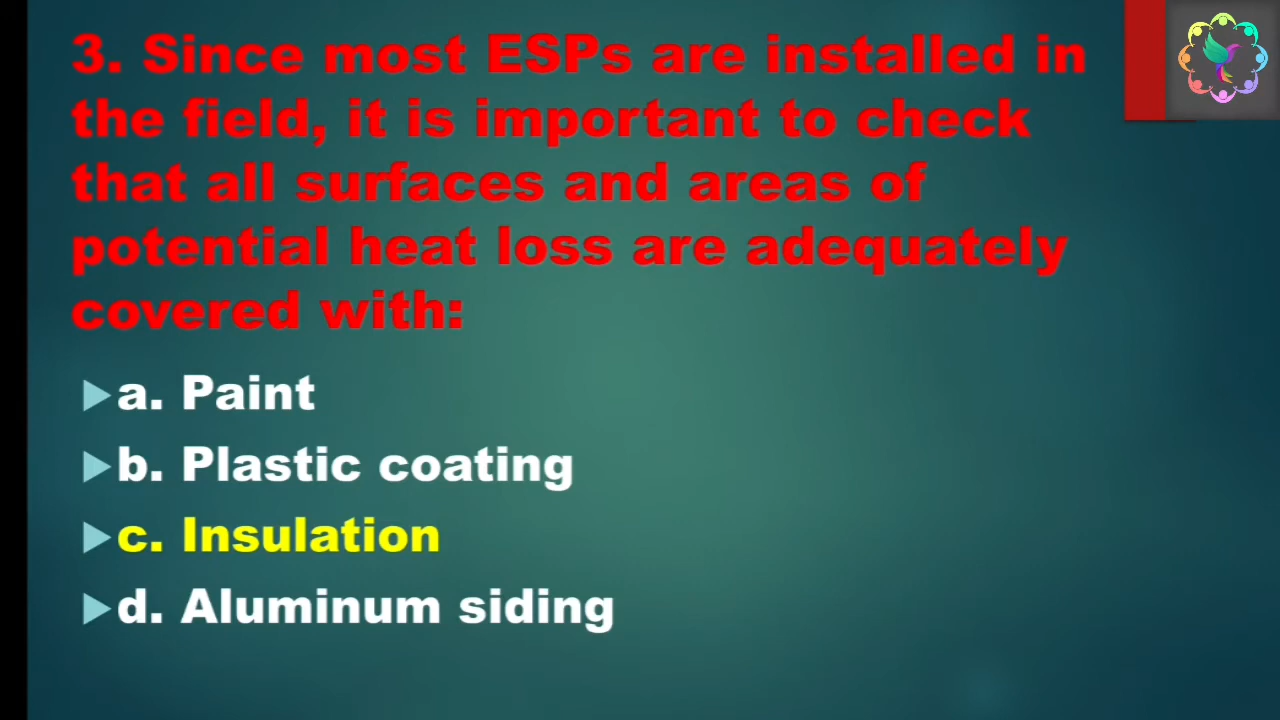 3. Since most ESPs are installed in
the field, it is important to check
that all surfaces and areas of
potential heat loss are adequately
covered with:
a. Paint
b. Plastic coating
c. Insulation
d. Aluminum siding